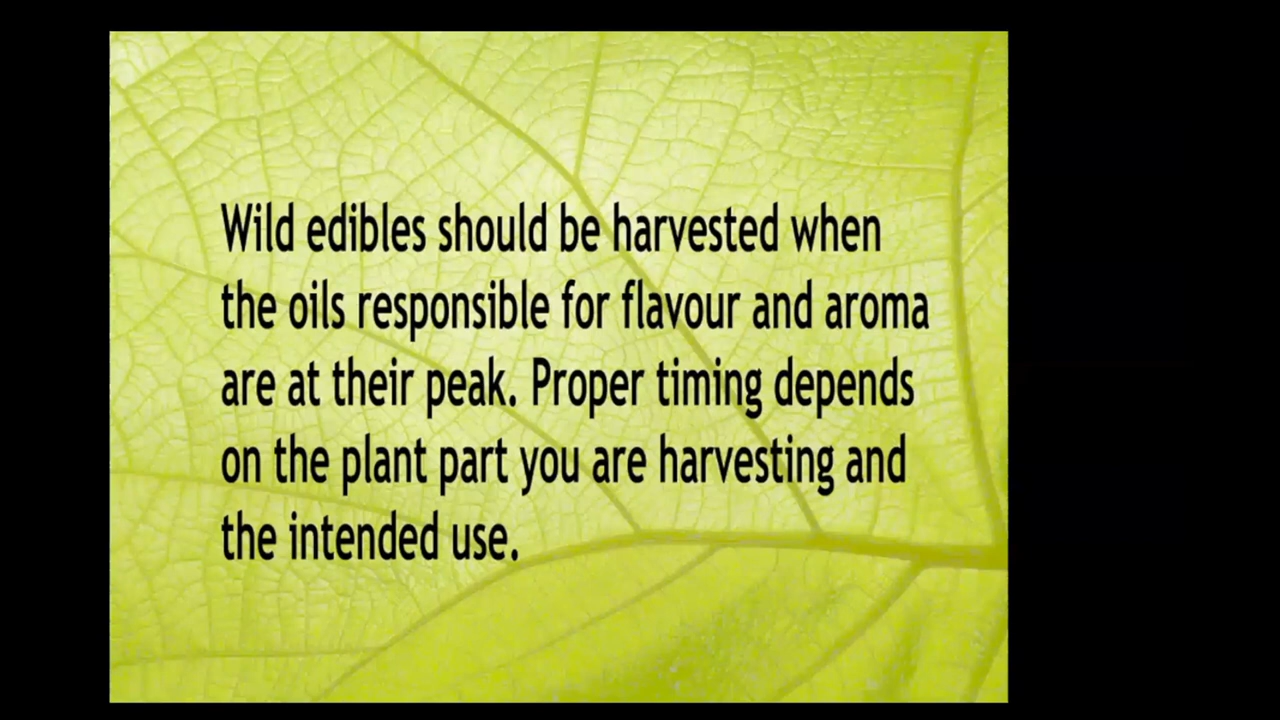 Wild edibles should be harvested when
the oils responsible for flavour and aroma
are at their peak. Proper timing depends
on the plant part you are harvesting and
the intended use.